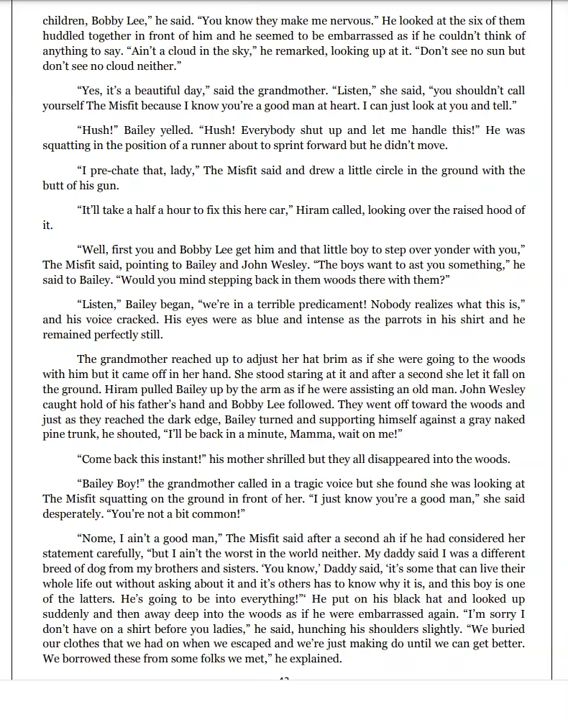 children, Bobby Lee,” he said. “You know they make me nervous.” He looked at the six of them
huddled together in front of him and he seemed to be embarrassed as if he couldn’t think of
anything to say. “Ain’t a cloud in the sky,” he remarked, looking up at it. “Don’t see no sun but
don’t see no cloud neither.”
“Yes, it’s a beautiful day,” said the grandmother. “Listen,” she said, “you shouldn’t call
yourself The Misfit because I know you’re a good man at heart. I can just look at you and tell.”
“Hush!” Bailey yelled. “Hush! Everybody shut up and let me handle this!” He was
squatting in the position of a runner about to sprint forward but he didn’t move.
“I pre-chate that, lady,” The Misfit said and drew a little circle in the ground with the
butt of his gun.
“It’ll take a half a hour to fix this here car,” Hiram called, looking over the raised hood of
it.
“Well, first you and Bobby Lee get him and that little boy to step over yonder with you,”
The Misfit said, pointing to Bailey and John Wesley. “The boys want to ast you something,” he
said to Bailey. “Would you mind stepping back in them woods there with them?”
“Listen,” Bailey began, “we’re in a terrible predicament! Nobody realizes what this is,”
and his voice cracked. His eyes were as blue and intense as the parrots in his shirt and he
remained perfectly still.
The grandmother reached up to adjust her hat brim as if she were going to the woods
with him but it came off in her hand. She stood staring at it and after a second she let it fall on
the ground. Hiram pulled Bailey up by the arm as if he were assisting an old man. John Wesley
caught hold of his father’s hand and Bobby Lee followed. They went off toward the woods and
just as they reached the dark edge, Bailey turned and supporting himself against a gray naked
pine trunk, he shouted, “I’ll be back in a minute, Mamma, wait on me!”
“Come back this instant!” his mother shrilled but they all disappeared into the woods.
“Bailey Boy!” the grandmother called in a tragic voice but she found she was looking at
The Misfit squatting on the ground in front of her. “I just know you’re a good man,” she said
desperately. “You’re not a bit common!”
“Nome, I ain’t a good man,” The Misfit said after a second ah if he had considered her
statement carefully, “but I ain’t the worst in the world neither. My daddy said I was a different
breed of dog from my brothers and sisters. ‘You know,’ Daddy said, ‘it’s some that can live their
whole life out without asking about it and it’s others has to know why it is, and this boy is one
of the latters. He’s going to be into everything!”‘ He put on his black hat and looked up
suddenly and then away deep into the woods as if he were embarrassed again. “I’m sorry I
don’t have on a shirt before you ladies,” he said, hunching his shoulders slightly. “We buried
our clothes that we had on when we escaped and we’re just making do until we can get better.
We borrowed these from some folks we met,” he explained.